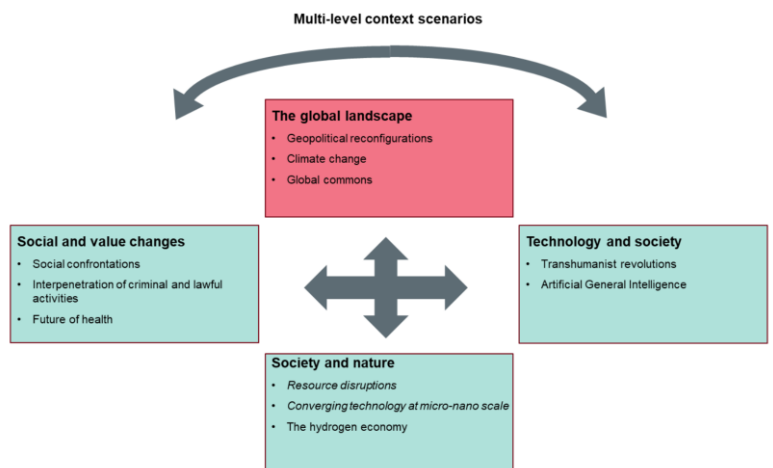 Multi-level context scenarios
The global landscape
• Geopolitical reconfigurations
• Climate change
• Global commons
Social and value changes
• Social confrontations
• Interpenetration of criminal and lawful
activities
• Future of health
Technology and society
• Transhumanist revolutions
• Artificial General Intelligence
Society and nature
• Resource disruptions
• Converging technology at micro-nano scale
• The hydrogen economy